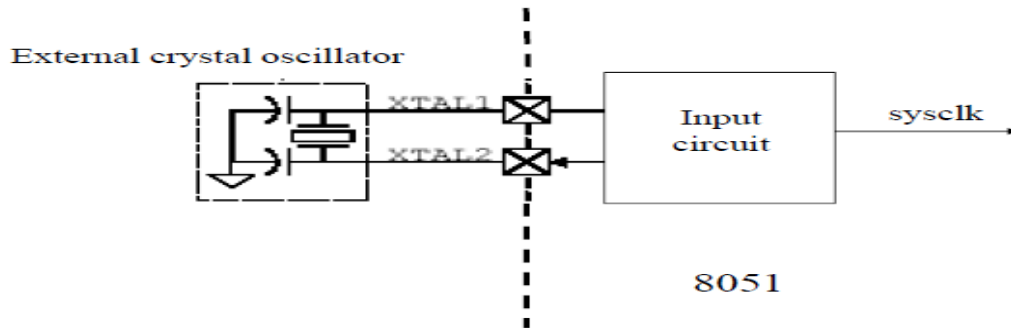 External crystal oscillator
XTAL1
XTAL2
Input
circuit
sysclk
8051